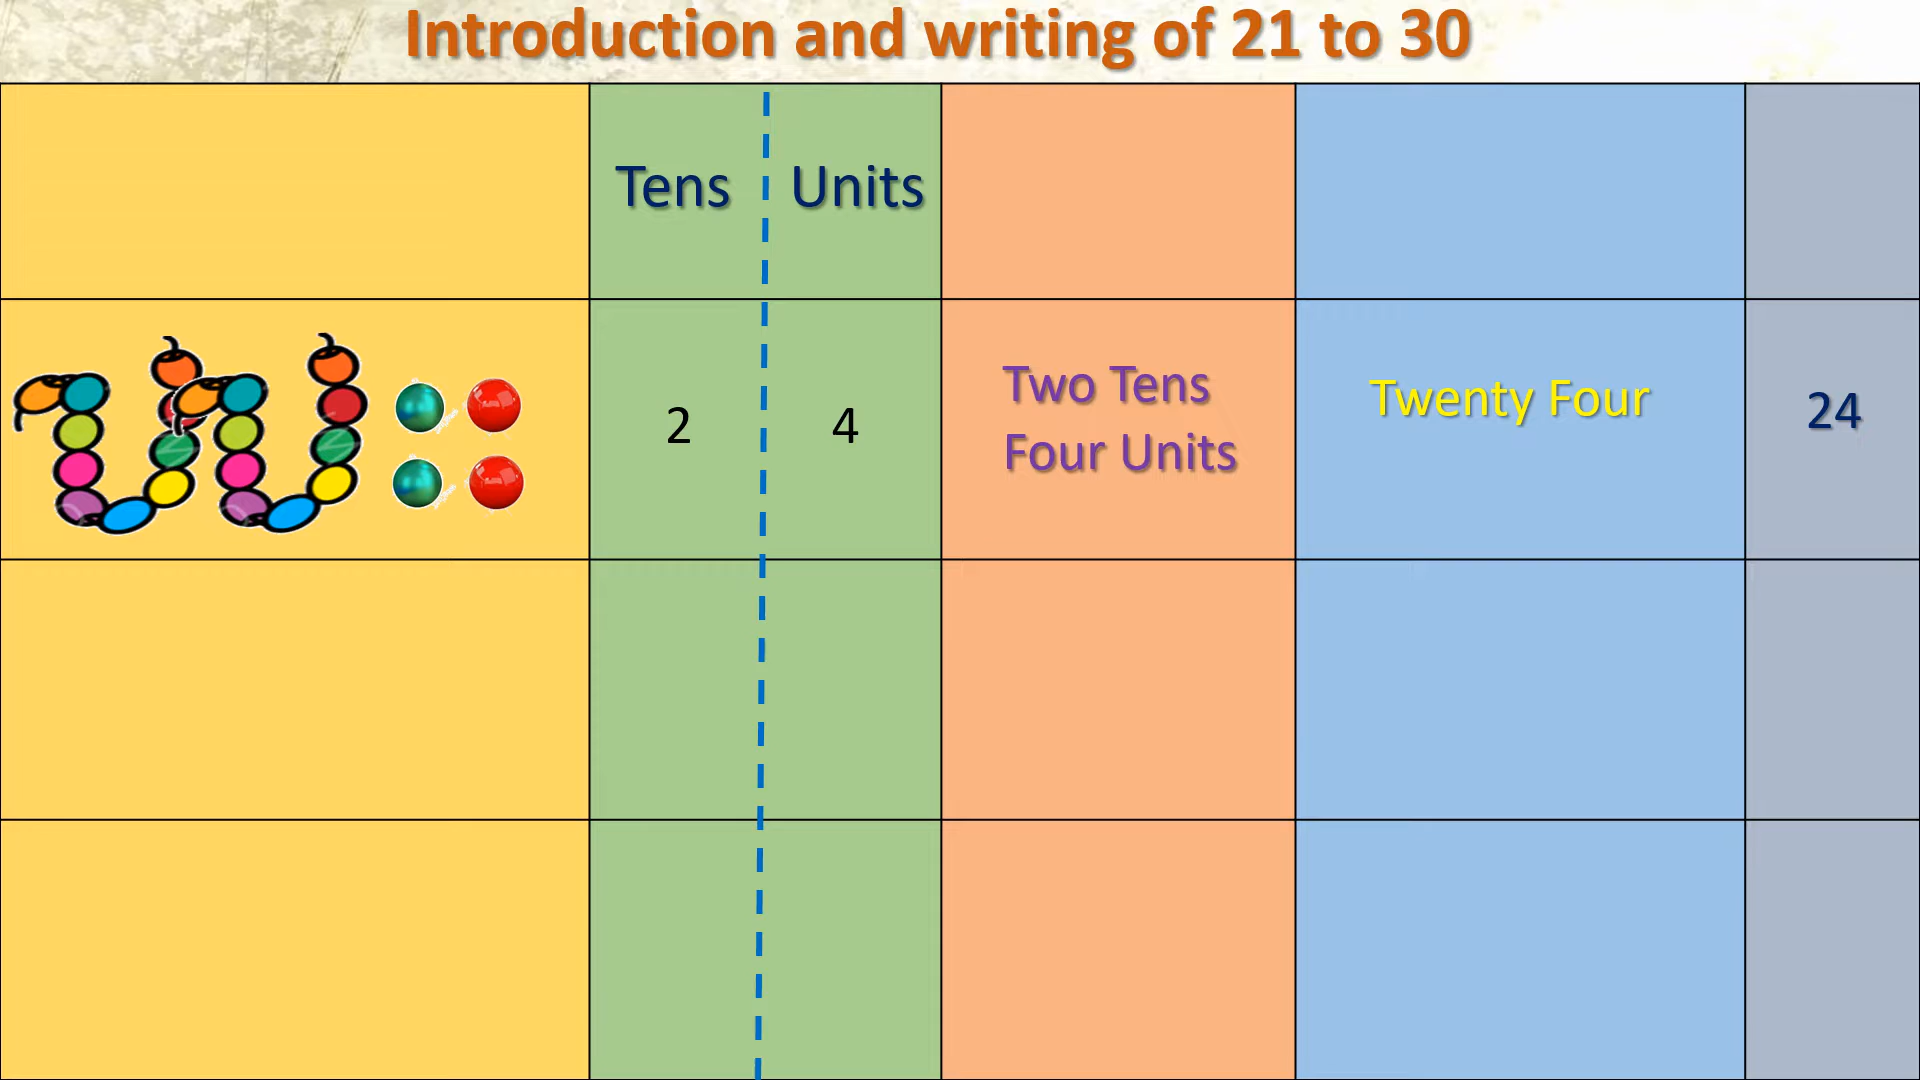 Introduction and writing of 21 to 30
Tens Units
2 4 Two Tens Four Units Twenty Four 24